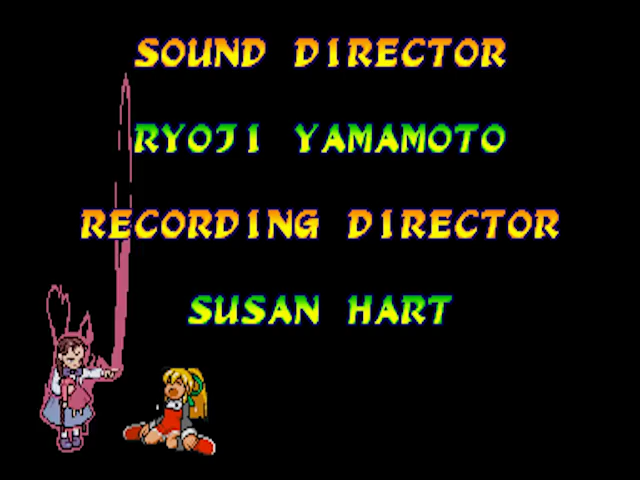 SOUND DIRECTOR
RYOJI YAMAMOTO
RECORDING DIRECTOR
SUSAN HART